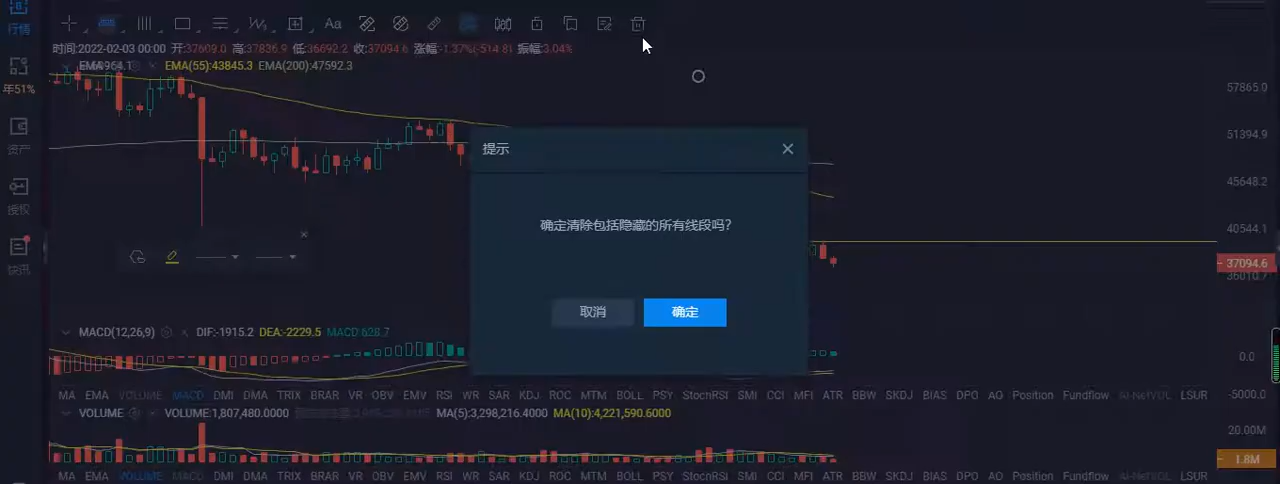 行情
年51%
资产
授权
快讯
Aa
时间:2022-02-03 00:00 开:37609.0 高:37836.9 低:36692.2 收:37094.6 涨幅:-1.37%(-514.8) 振幅:3.04%
EMA(55):43845.3 EMA(200):47592.3
57865.0
51394.9
45648.2
40544.1
37094.6
36010.7
提示
确定清除包括隐藏的所有线段吗?
取消 确定
MACD(12,26,9) DIF:-1915.2 DEA:-2229.5 MACD:628.7
0.0
-5000.0
MA EMA VOLUME MACD DMI DMA TRIX BRAR VR OBV EMV RSI WR SAR KDJ ROC MTM BOLL PSY StochRSI SMI CCI MFI ATR BBW SKDJ BIAS DPO AO Position Fundflow AI-NetVOL LSUR
VOLUME VOLUME:1,807,480.0000 MA(5):3,298,216.4000 MA(10):4,221,590.6000
20.00M
1.8M
MA EMA VOLUME MACD DMI DMA TRIX BRAR VR OBV EMV RSI WR SAR KDJ ROC MTM BOLL PSY StochRSI SMI CCI MFI ATR BBW SKDJ BIAS DPO AO Position Fundflow AI-NetVOL LSUR